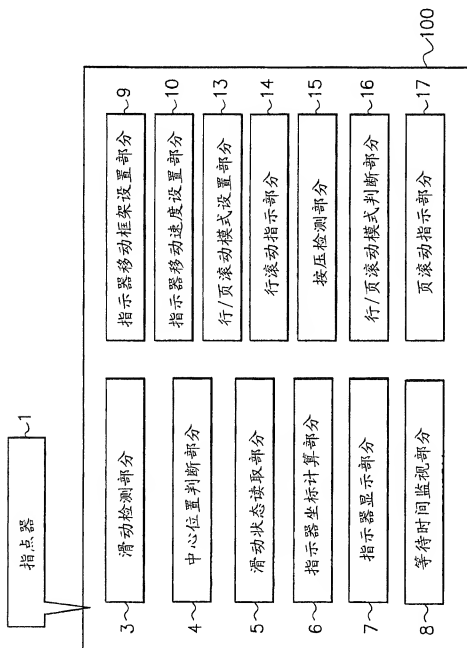 指点器
1
滑动检测部分
3
中心位置判断部分
4
滑动状态读取部分
5
指示器坐标计算部分
6
指示器显示部分
7
等待时间监视部分
8
指示器移动框架设置部分
9
指示器移动速度设置部分
10
行/页滚动模式设置部分
13
行滚动指示部分
14
按压检测部分
15
行/页滚动模式判断部分
16
页滚动指示部分
17
100